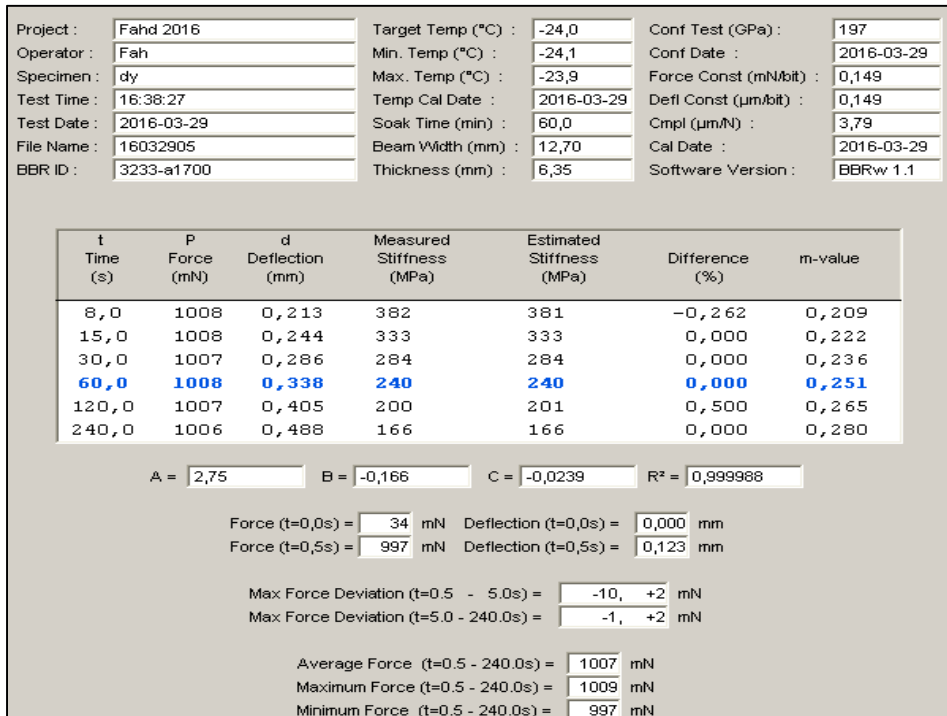 Project : Fahd 2016 Target Temp (°C) : -24,0 Conf Test (GPa) : 197
Operator : Fah Min. Temp (°C) : -24,1 Conf Date : 2016-03-29
Specimen : dy Max. Temp (°C) : -23,9 Force Const (mN/bit) : 0,149
Test Time : 16:38:27 Temp Cal Date : 2016-03-29 Defl Const (µm/bit) : 0,149
Test Date : 2016-03-29 Soak Time (min) : 60,0 Cmpl (µm/N) : 3,79
File Name : 16032905 Beam Width (mm) : 12,70 Cal Date : 2016-03-29
BBR ID : 3233-a1700 Thickness (mm) : 6,35 Software Version : BBRw 1.1
t P d Measured Estimated
Time Force Deflection Stiffness Stiffness Difference m-value
(s) (mN) (mm) (MPa) (MPa) (%)
8,0 1008 0,213 382 381 -0,262 0,209
15,0 1008 0,244 333 333 0,000 0,222
30,0 1007 0,286 284 284 0,000 0,236
60,0 1008 0,338 240 240 0,000 0,251
120,0 1007 0,405 200 201 0,500 0,265
240,0 1006 0,488 166 166 0,000 0,280
A = 2,75 B = -0,166 C = -0,0239 R² = 0,999988
Force (t=0,0s) = 34 mN Deflection (t=0,0s) = 0,000 mm
Force (t=0,5s) = 997 mN Deflection (t=0,5s) = 0,123 mm
Max Force Deviation (t=0.5 - 5.0s) = -10, +2 mN
Max Force Deviation (t=5.0 - 240.0s) = -1, +2 mN
Average Force (t=0.5 - 240.0s) = 1007 mN
Maximum Force (t=0.5 - 240.0s) = 1009 mN
Minimum Force (t=0.5 - 240.0s) = 997 mN